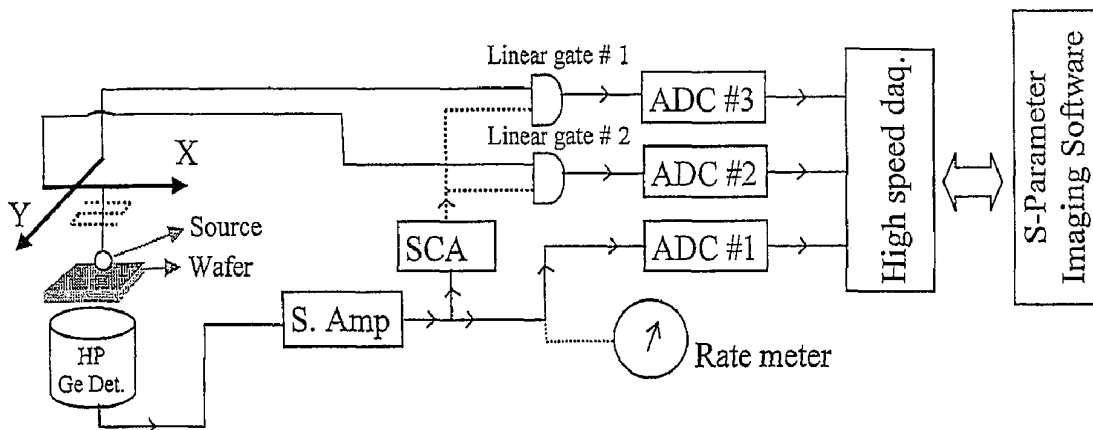 Linear gate # 1
ADC #3
Linear gate # 2
ADC #2
ADC #1
X
Y
Source
Wafer
SCA
S. Amp
HP
Ge Det.
Rate meter
High speed daq.
S-Parameter
Imaging Software